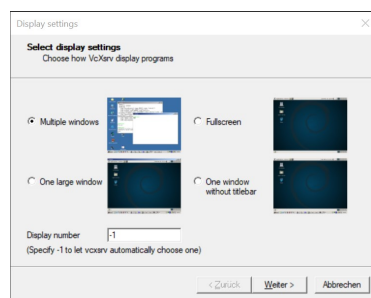 Display settings
Select display settings
Choose how VcXsrv display programs
Multiple windows
Fullscreen
One large window
One window
without titlebar
Display number
-1
(Specify -1 to let vcxsrv automatically choose one)
< Zurück
Weiter >
Abbrechen